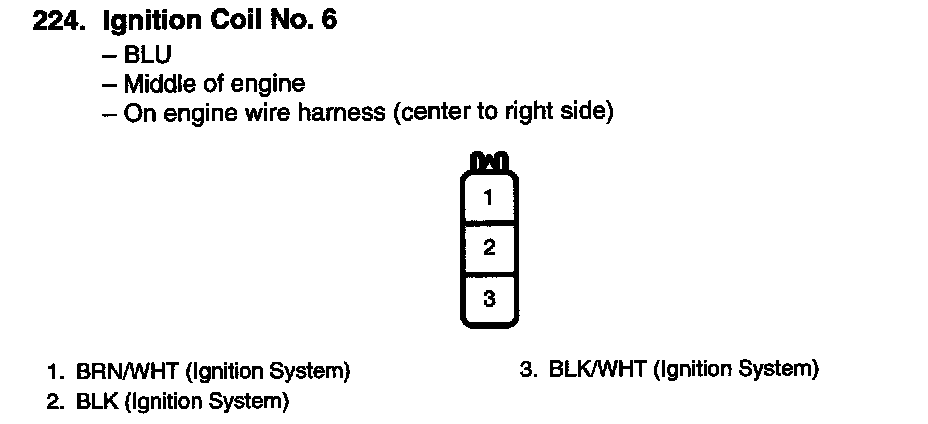 224. Ignition Coil No. 6
– BLU
– Middle of engine
– On engine wire harness (center to right side)
1
2
3
1. BRN/WHT (Ignition System)
2. BLK (Ignition System)
3. BLK/WHT (Ignition System)